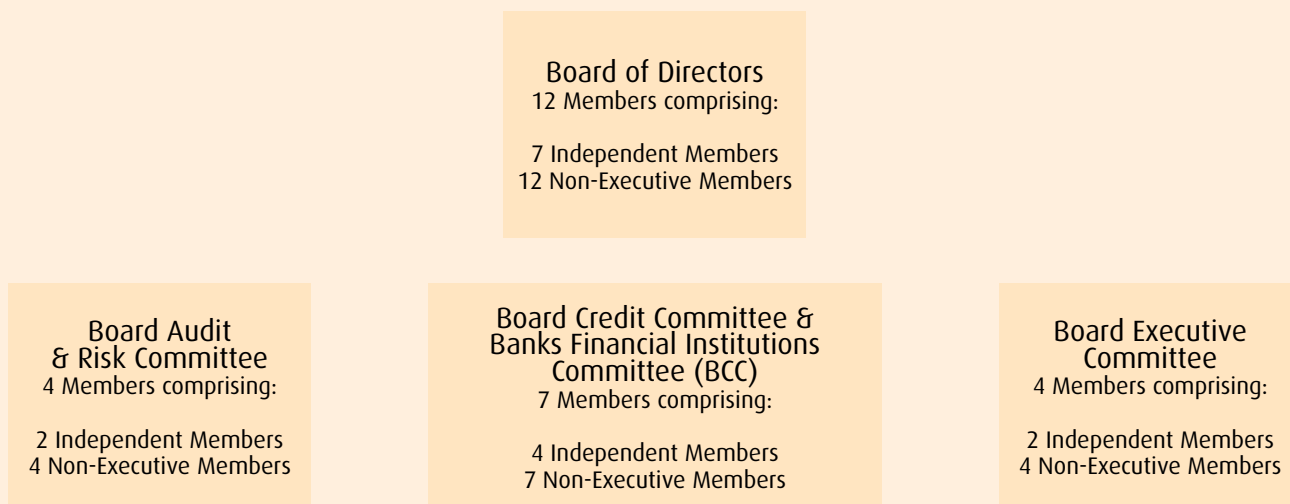 Board of Directors
12 Members comprising:
7 Independent Members
12 Non-Executive Members
Board Audit
& Risk Committee
4 Members comprising:
2 Independent Members
4 Non-Executive Members
Board Credit Committee &
Banks Financial Institutions
Committee (BCC)
7 Members comprising:
4 Independent Members
7 Non-Executive Members
Board Executive
Committee
4 Members comprising:
2 Independent Members
4 Non-Executive Members